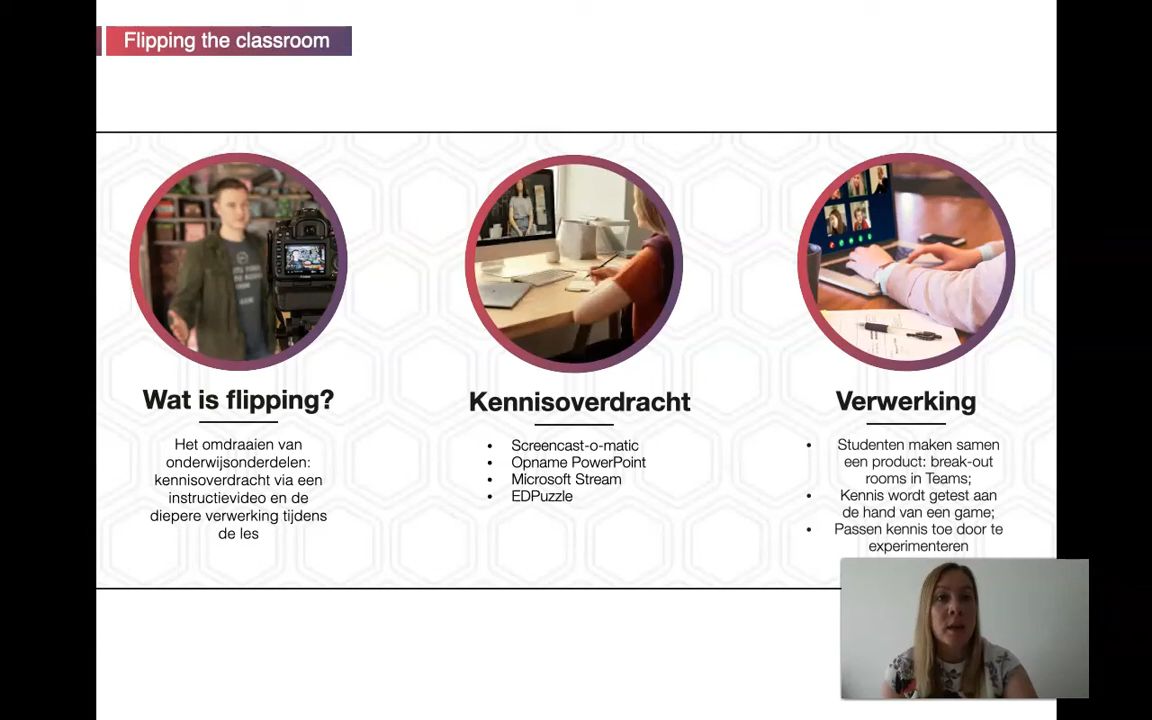 Flipping the classroom
Wat is flipping?
Het omdraaien van
onderwijsonderdelen:
kennisoverdracht via een
instructievideo en de
diepere verwerking tijdens
de les
Kennisoverdracht
• Screencast-o-matic
• Opname PowerPoint
• Microsoft Stream
• EDPuzzle
Verwerking
• Studenten maken samen
een product: break-out
rooms in Teams;
• Kennis wordt getest aan
de hand van een game;
• Passen kennis toe door te
experimenteren